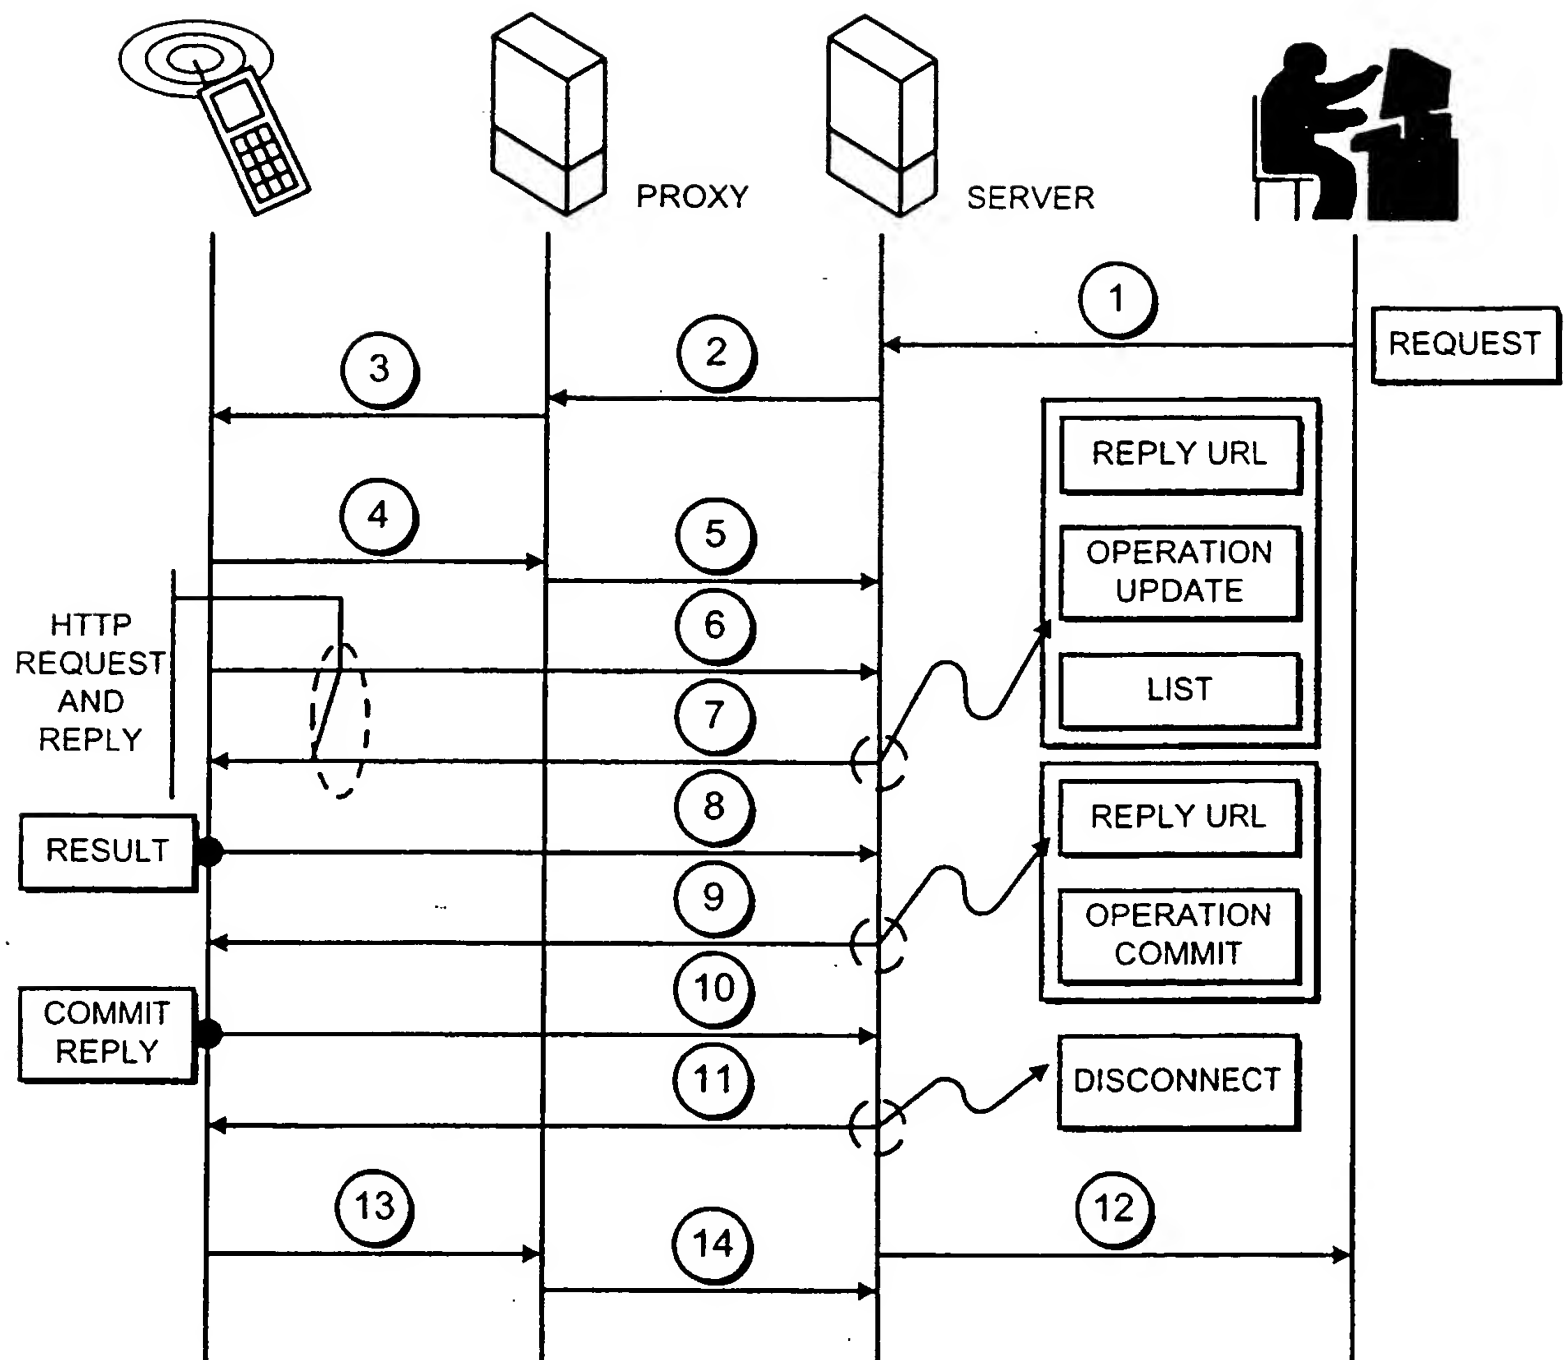 PROXY
SERVER
1
REQUEST
2
3
REPLY URL
4
5
OPERATION
UPDATE
HTTP
REQUEST
AND
REPLY
6
LIST
7
8
REPLY URL
RESULT
9
OPERATION
COMMIT
10
COMMIT
REPLY
11
DISCONNECT
13
12
14